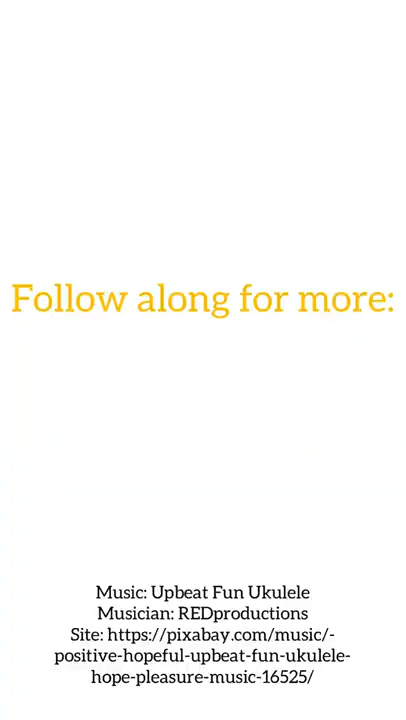 Follow along for more:
Music: Upbeat Fun Ukulele
Musician: REDproductions
Site: https://pixabay.com/music/-
positive-hopeful-upbeat-fun-ukulele-
hope-pleasure-music-16525/